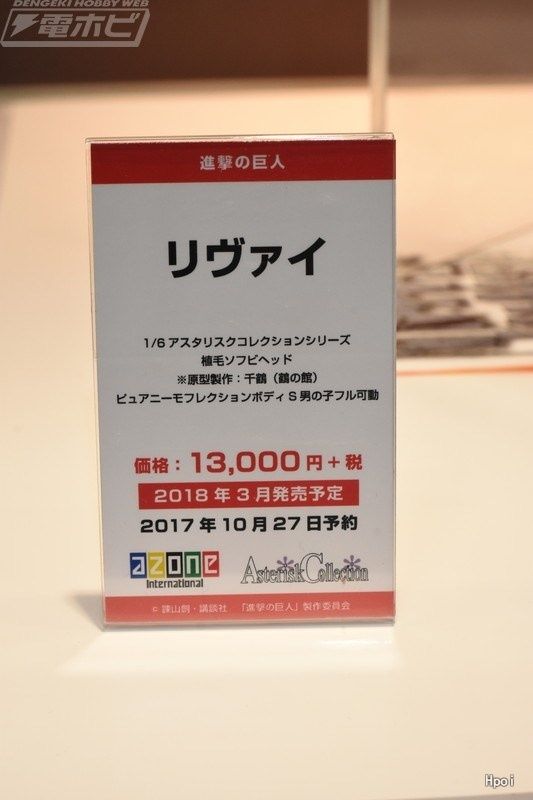 DENGEKI HOBBY WEB
電ホビ
進撃の巨人
リヴァイ
1/6 アスタリスクコレクションシリーズ
植毛ソフビヘッド
※原型製作：千鶴（鶴の館）
ピュアニーモフレクションボディS 男の子フル可動
価格：13,000円＋税
2018年3月発売予定
2017年10月27日予約
azone
International
AsteriskCollection
© 諫山創・講談社 「進撃の巨人」製作委員会
Hpoi